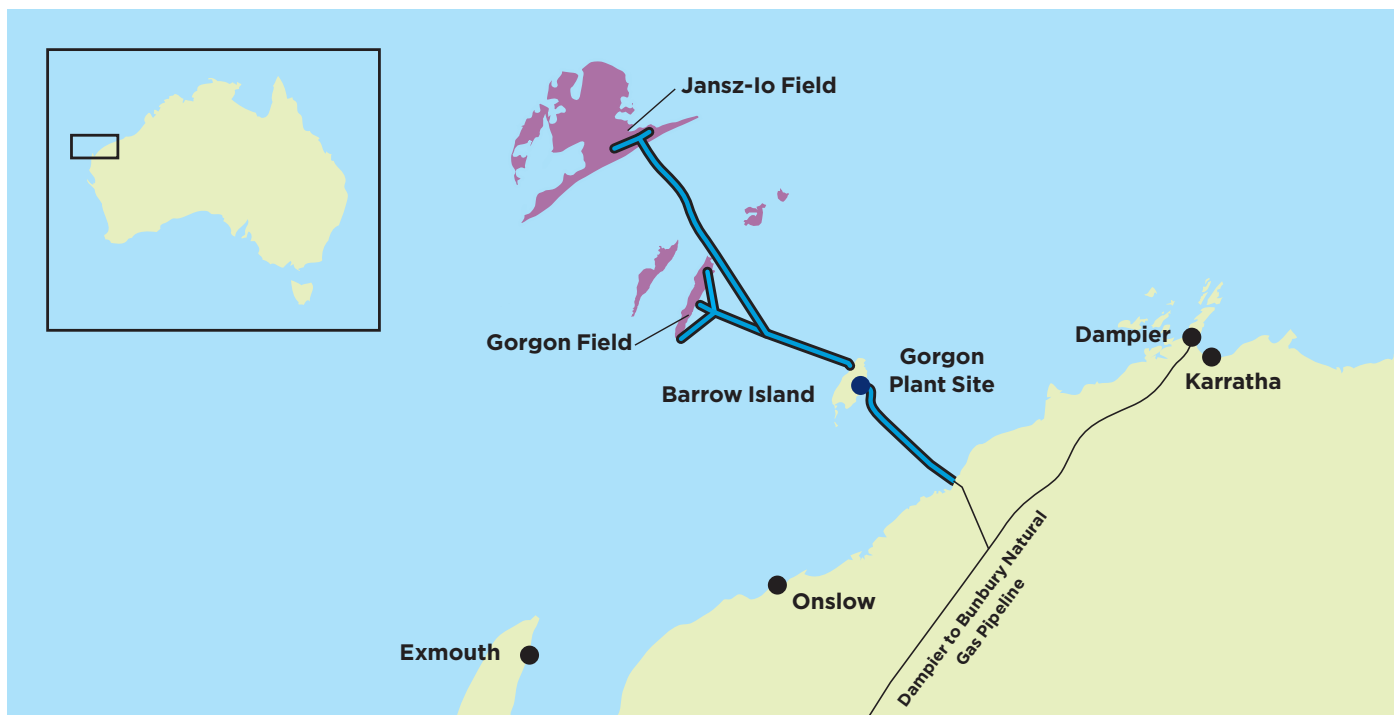 Jansz-Io Field
Gorgon Field
Dampier
Gorgon
Plant Site
Karratha
Barrow Island
Dampier to Bunbury Natural
Gas Pipeline
Onslow
Exmouth